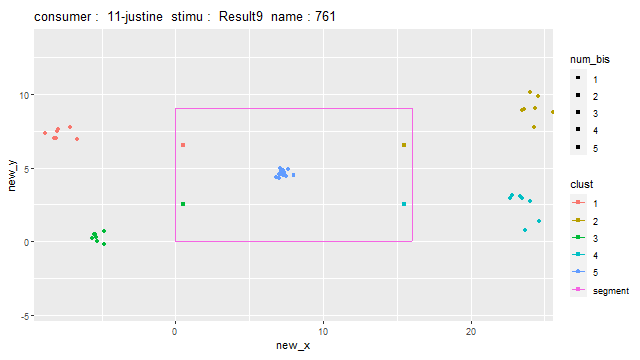 consumer :  11-justine  stimu :  Result9  name : 761
num_bis
1
2
3
4
5
clust
1
2
3
4
5
segment
new_y
10
5
0
-5
0
10
20
new_x